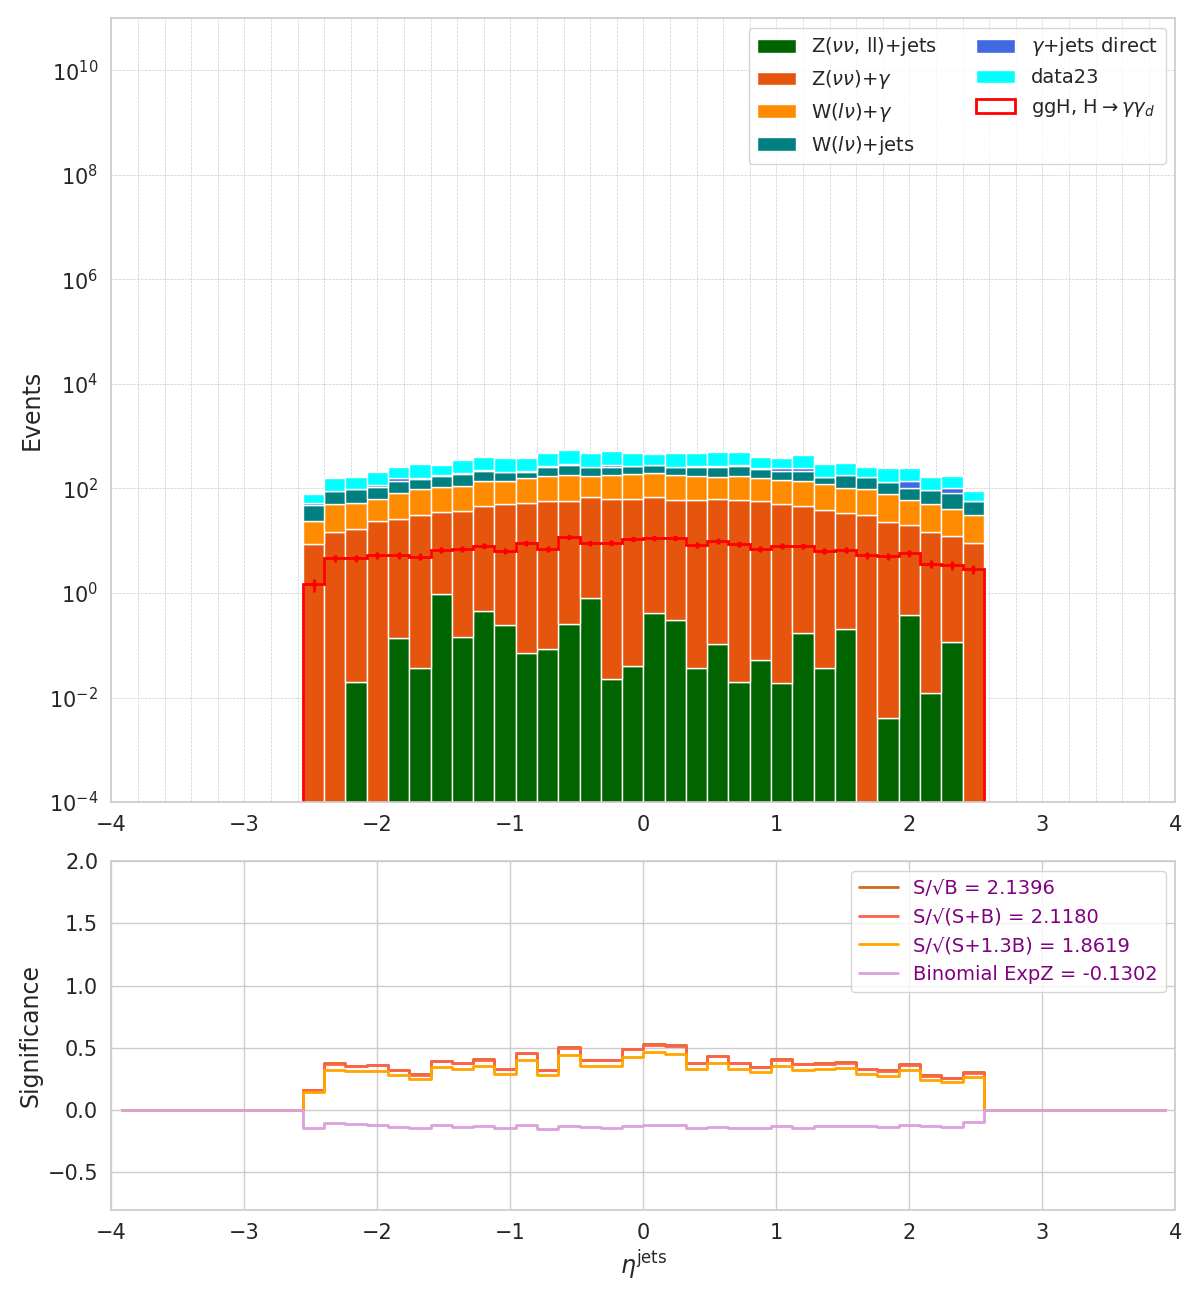 Z(νν, ll)+jets
Z(νν)+γ
W(lν)+γ
W(lν)+jets
γ+jets direct
data23
ggH, H→γγ_d
Events
10^10
10^8
10^6
10^4
10^2
10^0
10^−2
10^−4
−4 −3 −2 −1 0 1 2 3 4
S/√B = 2.1396
S/√(S+B) = 2.1180
S/√(S+1.3B) = 1.8619
Binomial ExpZ = -0.1302
Significance
2.0
1.5
1.0
0.5
0.0
−0.5
−4 −3 −2 −1 0 1 2 3 4
η^jets